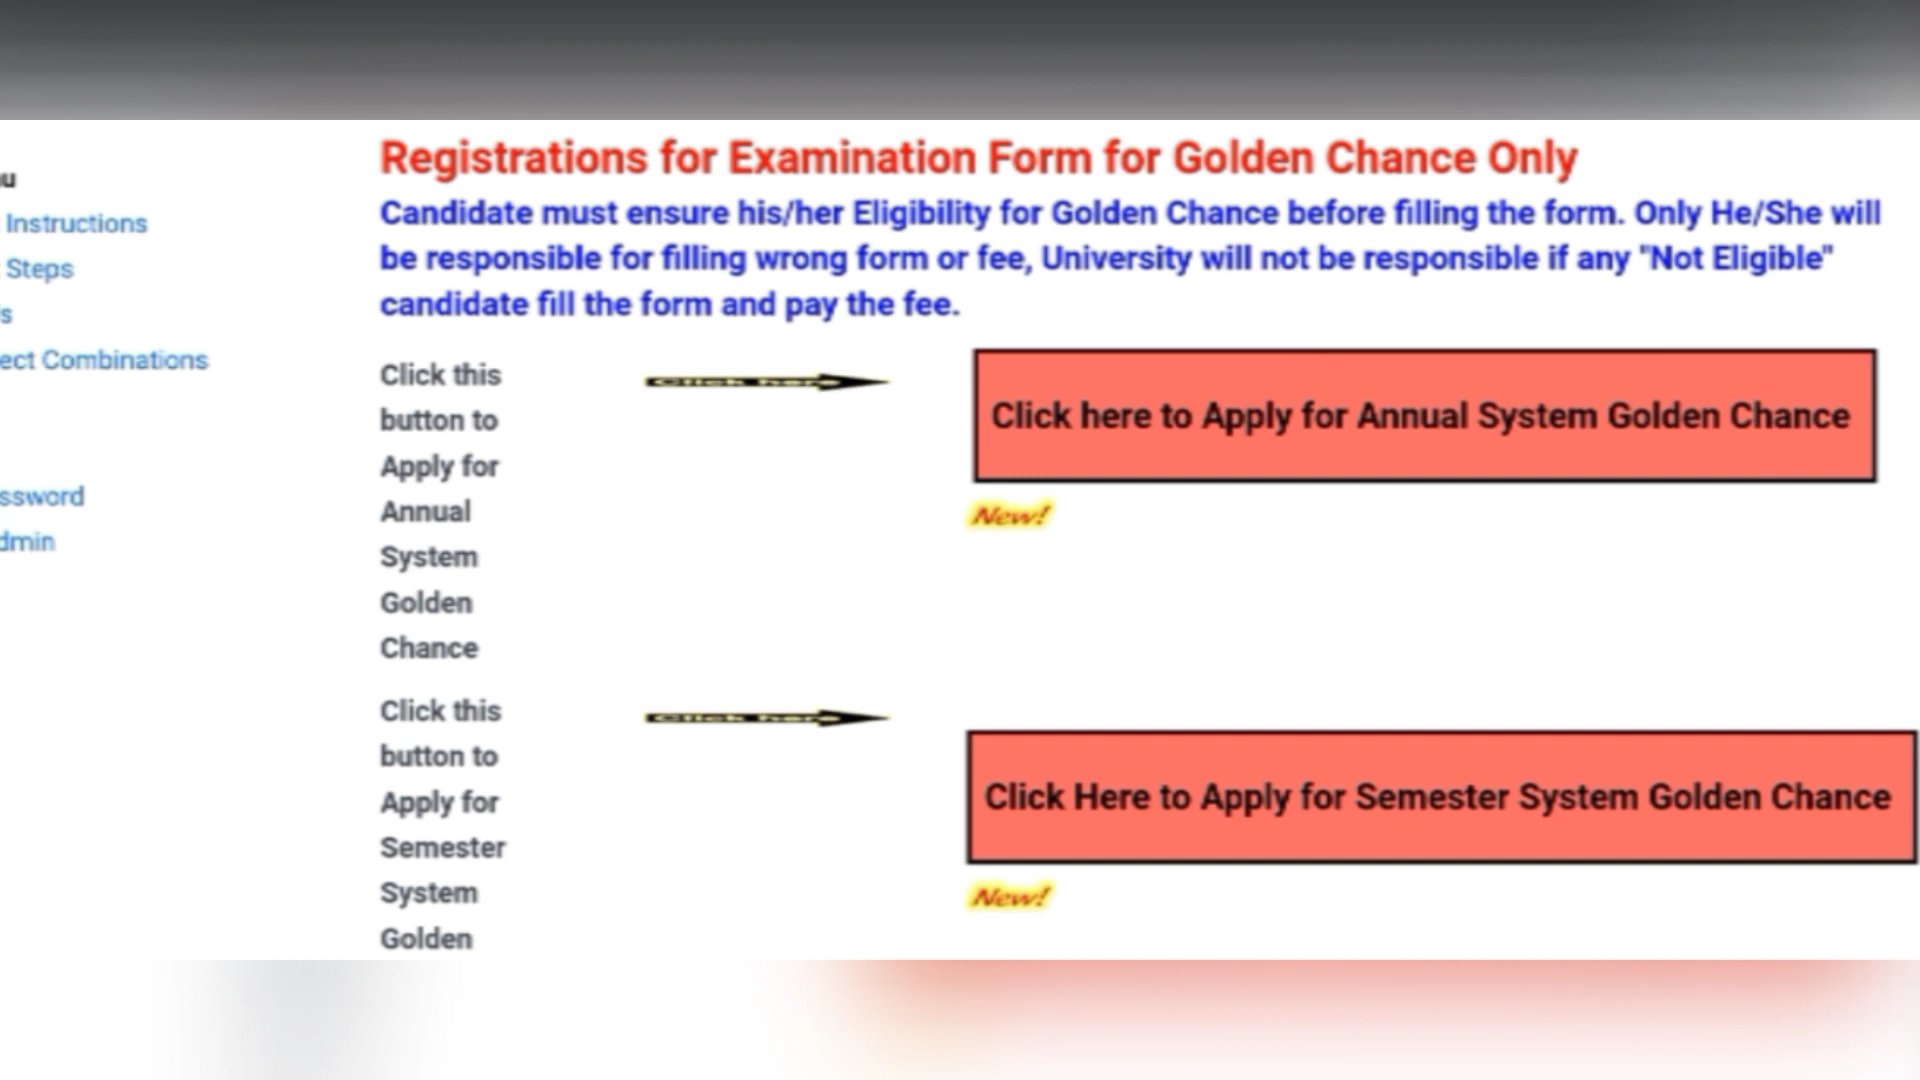 Registrations for Examination Form for Golden Chance Only
Candidate must ensure his/her Eligibility for Golden Chance before filling the form. Only He/She will
be responsible for filling wrong form or fee, University will not be responsible if any "Not Eligible"
candidate fill the form and pay the fee.
Instructions
Steps
Combinations
Click this
button to
Apply for
Annual
System
Golden
Chance
Click here
Click here to Apply for Annual System Golden Chance
New!
Click this
button to
Apply for
Semester
System
Golden
Click here
Click Here to Apply for Semester System Golden Chance
New!